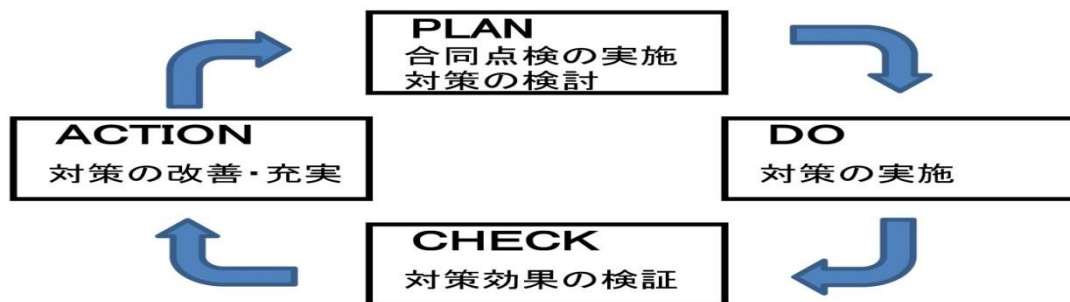 PLAN
合同点検の実施
対策の検討
ACTION
対策の改善・充実
DO
対策の実施
CHECK
対策効果の検証